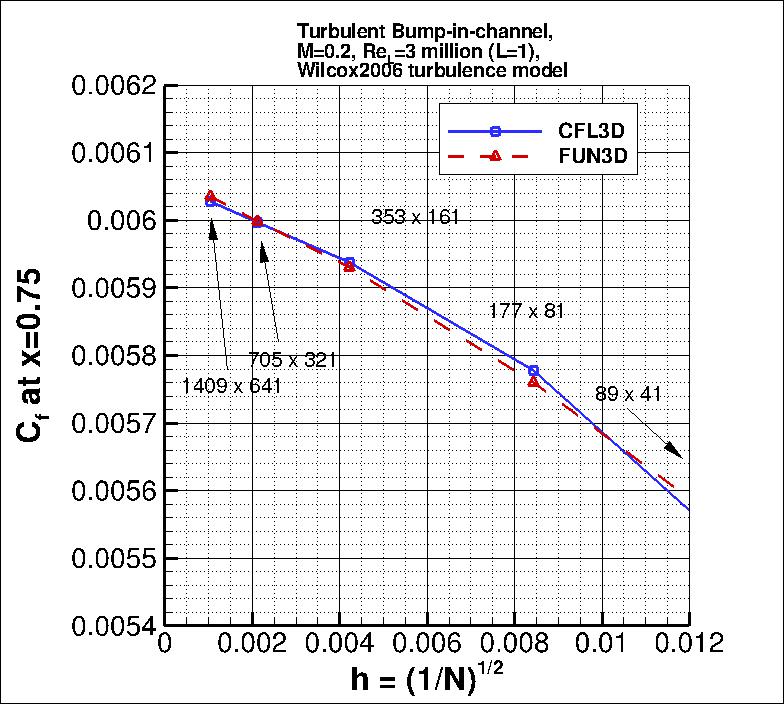 Turbulent Bump-in-channel,
M=0.2, Re_L=3 million (L=1),
Wilcox2006 turbulence model
CFL3D
FUN3D
0.0062
0.0061
0.006
0.0059
0.0058
0.0057
0.0056
0.0055
0.0054
C_f at x=0.75
353 x 161
177 x 81
705 x 321
1409 x 641
89 x 41
0 0.002 0.004 0.006 0.008 0.01 0.012
h = (1/N)^1/2